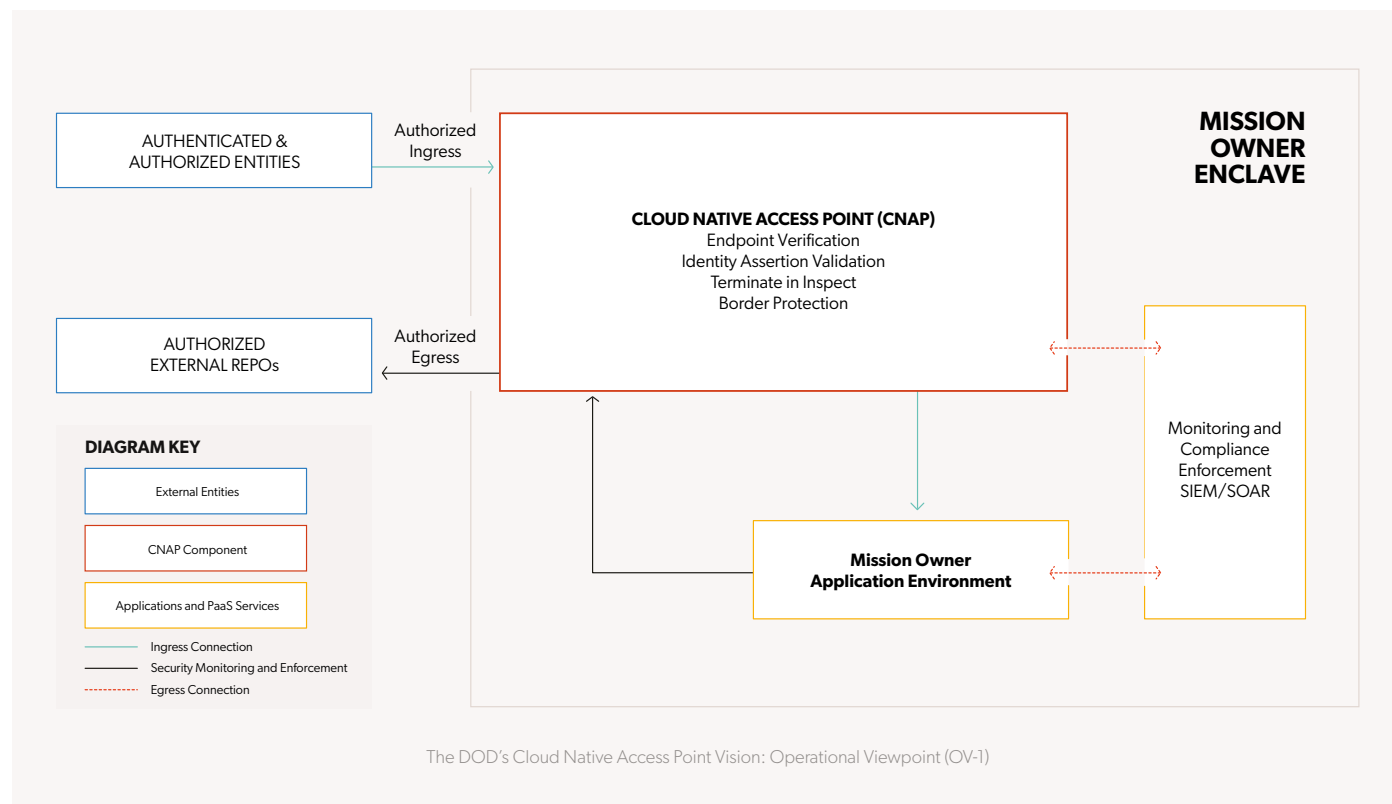 MISSION
OWNER
ENCLAVE
AUTHENTICATED &
AUTHORIZED ENTITIES
Authorized
Ingress
CLOUD NATIVE ACCESS POINT (CNAP)
Endpoint Verification
Identity Assertion Validation
Terminate in Inspect
Border Protection
AUTHORIZED
EXTERNAL REPOs
Authorized
Egress
Monitoring and
Compliance
Enforcement
SIEM/SOAR
Mission Owner
Application Environment
DIAGRAM KEY
External Entities
CNAP Component
Applications and PaaS Services
Ingress Connection
Security Monitoring and Enforcement
Egress Connection
The DOD’s Cloud Native Access Point Vision: Operational Viewpoint (OV-1)